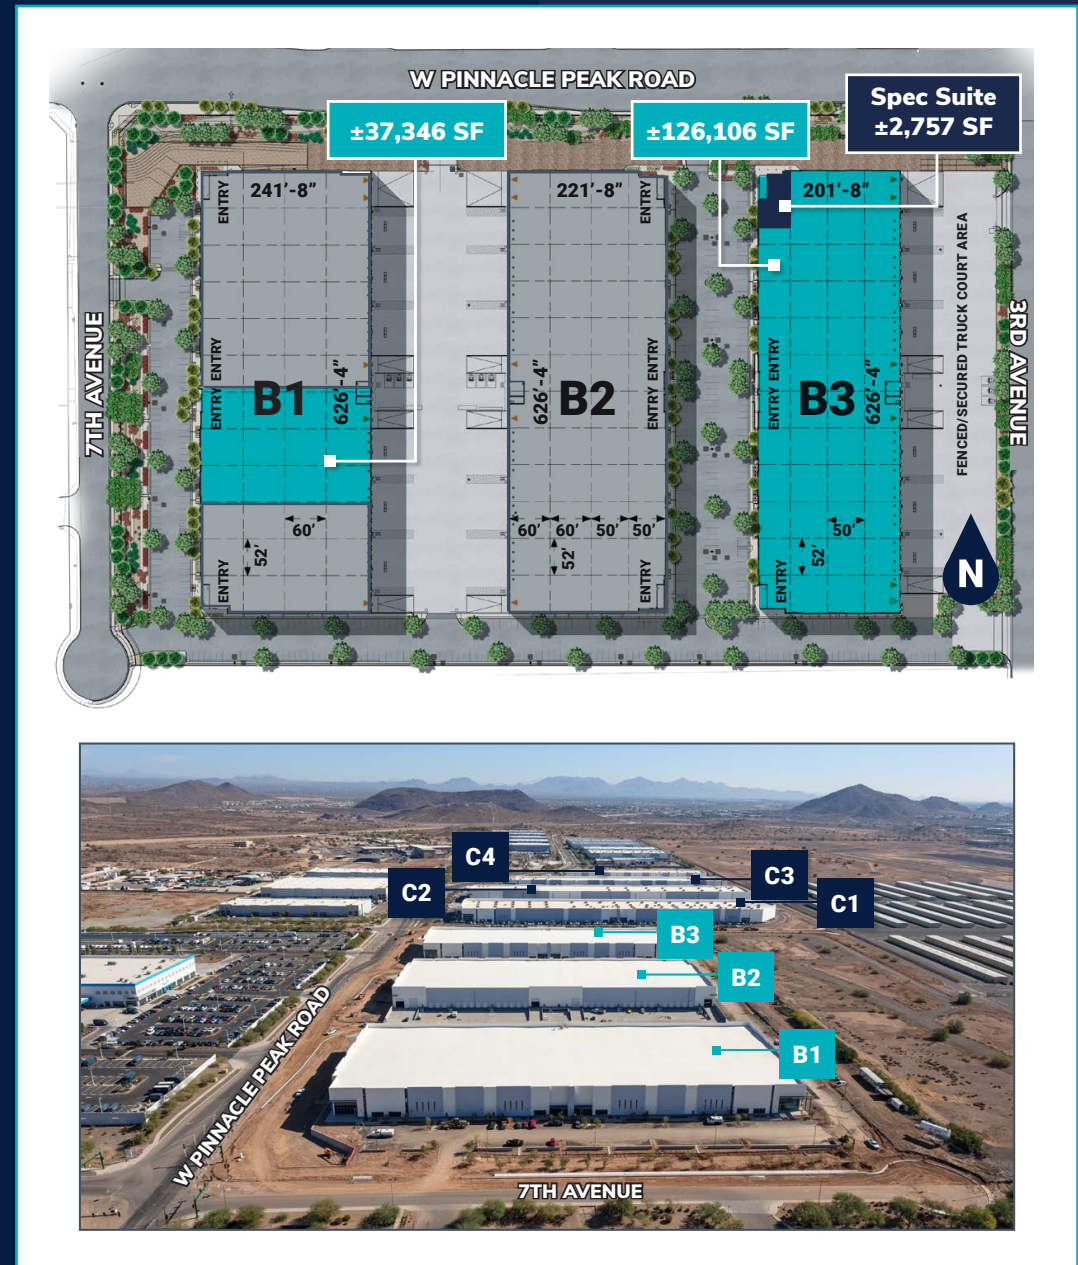 W PINNACLE PEAK ROAD
±37,346 SF
±126,106 SF
Spec Suite
±2,757 SF
241’-8”
221’-8”
201’-8”
ENTRY
ENTRY
ENTRY
7TH AVENUE
ENTRY
ENTRY
B1
626’-4”
626’-4”
B2
ENTRY
ENTRY
ENTRY
ENTRY
B3
626’-4”
FENCED/SECURED TRUCK COURT AREA
3RD AVENUE
60’
52’
ENTRY
60’
60’
50’
50’
52’
ENTRY
50’
52’
ENTRY
N
C4
C3
C2
C1
B3
B2
B1
W PINNACLE PEAK ROAD
7TH AVENUE